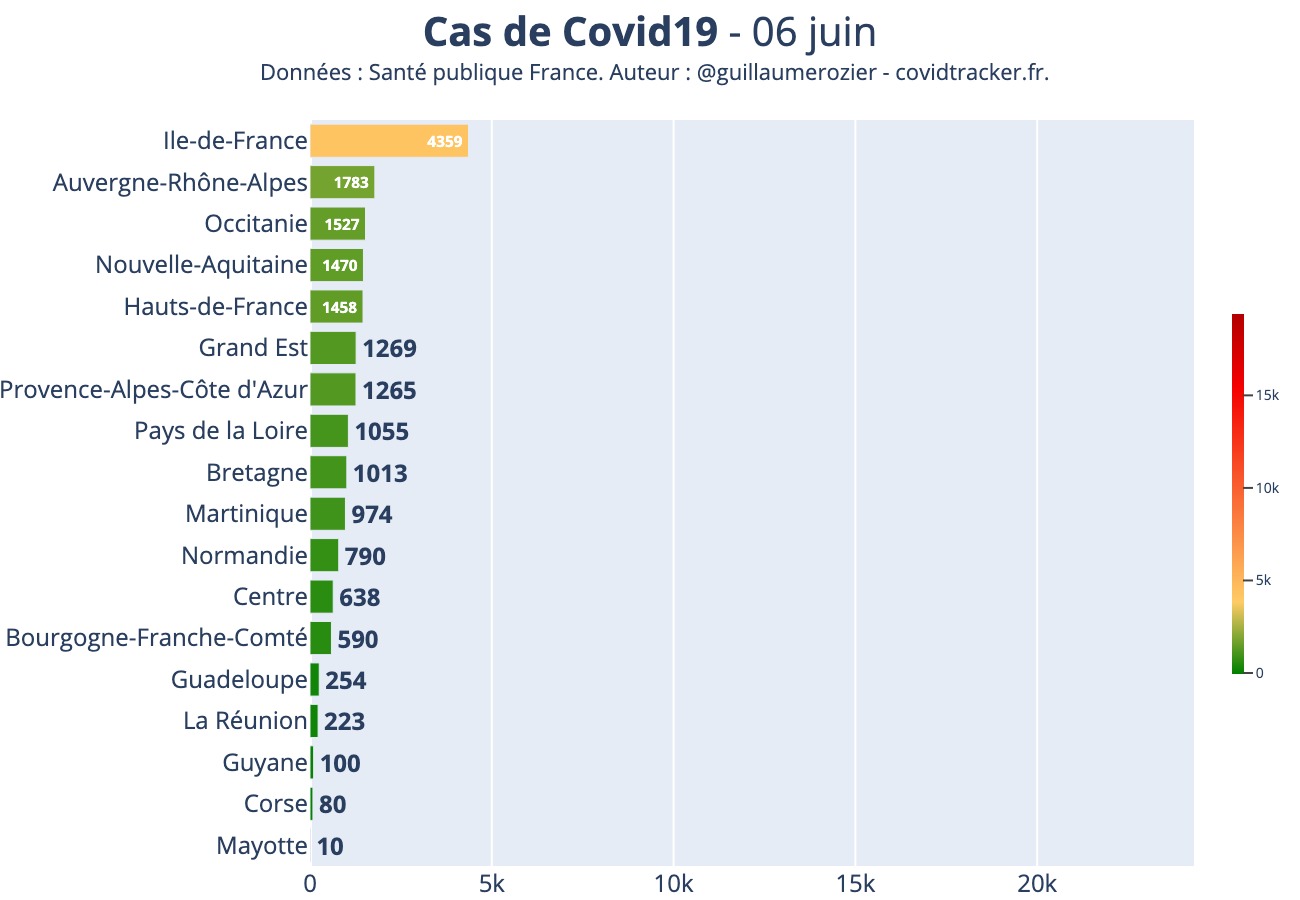 Cas de Covid19 - 06 juin
Données : Santé publique France. Auteur : @guillaumerozier - covidtracker.fr.
Ile-de-France 4359
Auvergne-Rhône-Alpes 1783
Occitanie 1527
Nouvelle-Aquitaine 1470
Hauts-de-France 1458
Grand Est 1269
Provence-Alpes-Côte d'Azur 1265
Pays de la Loire 1055
Bretagne 1013
Martinique 974
Normandie 790
Centre 638
Bourgogne-Franche-Comté 590
Guadeloupe 254
La Réunion 223
Guyane 100
Corse 80
Mayotte 10
0 5k 10k 15k 20k
15k
10k
5k
0